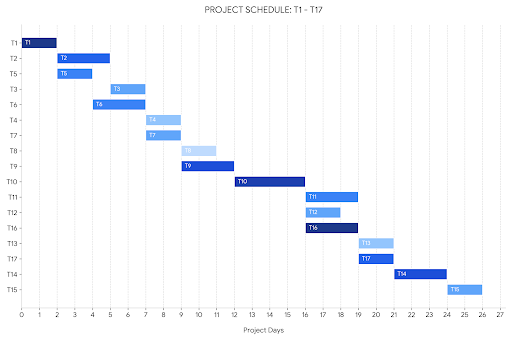 PROJECT SCHEDULE: T1 - T17
T1 T1
T2 T2
T5 T5
T3 T3
T6 T6
T4 T4
T7 T7
T8 T8
T9 T9
T10 T10
T11 T11
T12 T12
T16 T16
T13 T13
T17 T17
T14 T14
T15 T15
0 1 2 3 4 5 6 7 8 9 10 11 12 13 14 15 16 17 18 19 20 21 22 23 24 25 26 27
Project Days